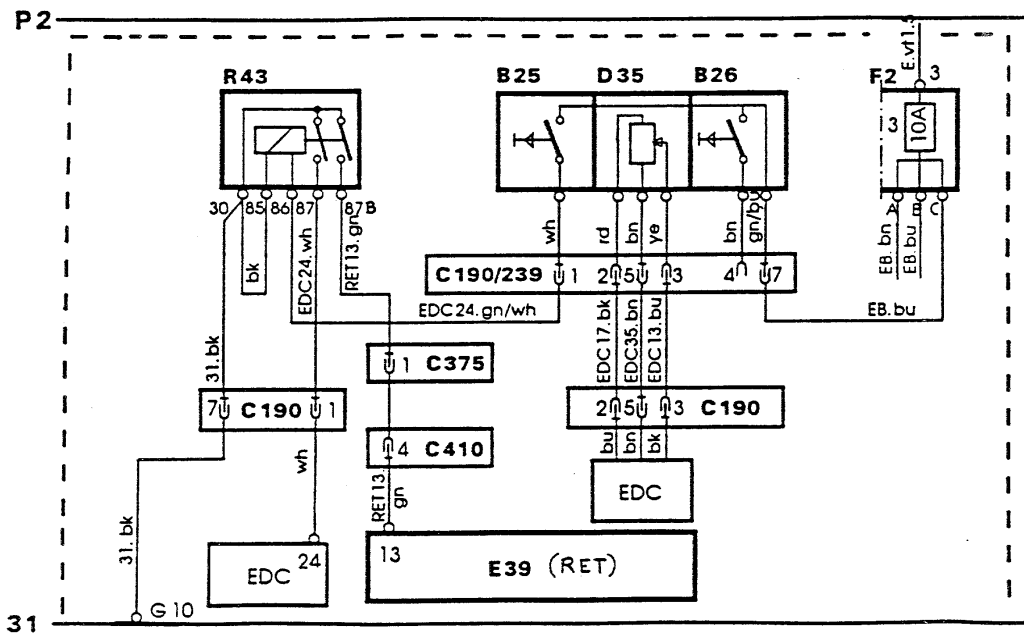 P2
E.vt1.5
R43
B25 D35 B26
F2 3
3 10A
30 85 86 87 87B
A B C
wh rd bn ye bn gn/bu
EB.bn EB.bu
bk
EDC24.wh
RET13.gn
C190/239 1 2 5 3 4 7
EDC24.gn/wh
EB.bu
31.bk
EDC17.bk
EDC35.bn
EDC13.bu
1 C375
7 C190 1
2 5 3 C190
4 C410
wh
bu bn bk
RET13.
gn
EDC
31.bk
EDC 24
13
E39 (RET)
G10
31